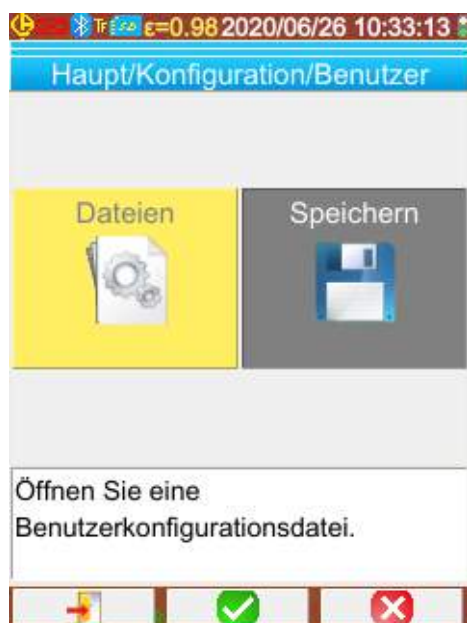 ε=0.98 2020/06/26 10:33:13
Haupt/Konfiguration/Benutzer
Dateien
Speichern
Öffnen Sie eine
Benutzerkonfigurationsdatei.